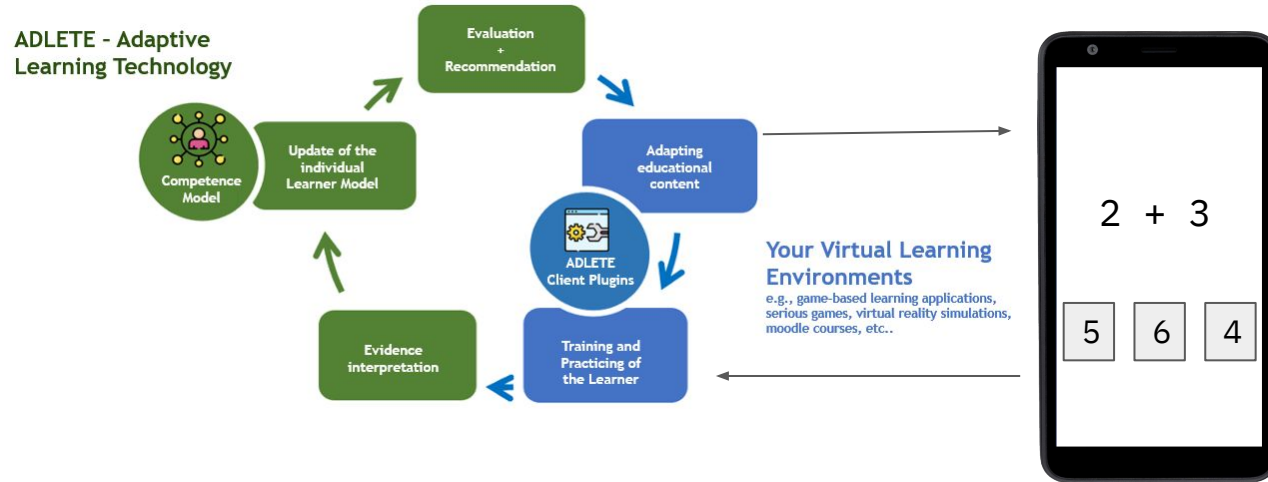 ADLETE - Adaptive
Learning Technology
Evaluation
+
Recommendation
Competence
Model
Update of the
individual
Learner Model
Adapting
educational
content
ADLETE
Client Plugins
Evidence
interpretation
Training and
Practicing of
the Learner
Your Virtual Learning
Environments
e.g., game-based learning applications,
serious games, virtual reality simulations,
moodle courses, etc..
2 + 3
5 6 4